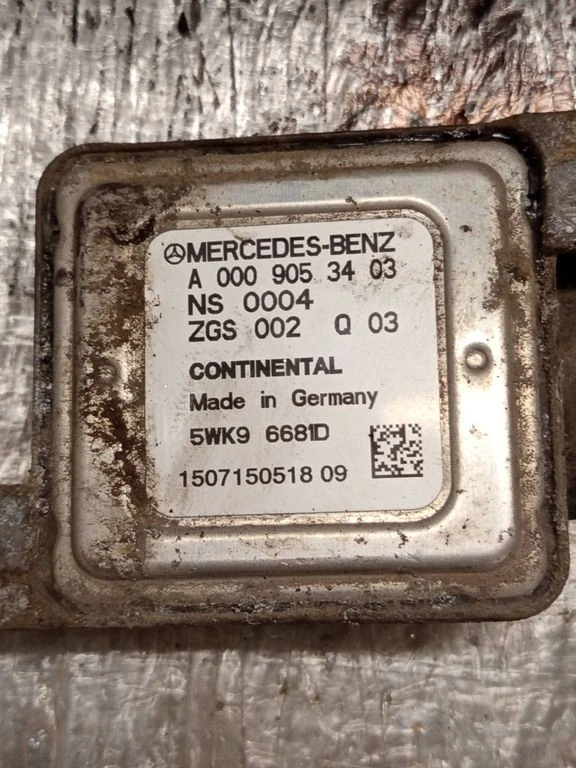 MERCEDES-BENZ
A 000 905 34 03
NS 0004
ZGS 002 Q 03
CONTINENTAL
Made in Germany
5WK9 6681D
1507150518 09